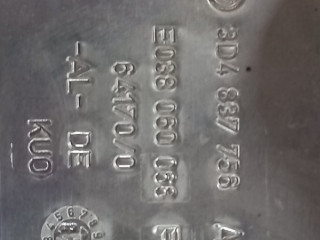 3D4 837 756 A
E038 060 033
64170/0
-AL- DE
KUO